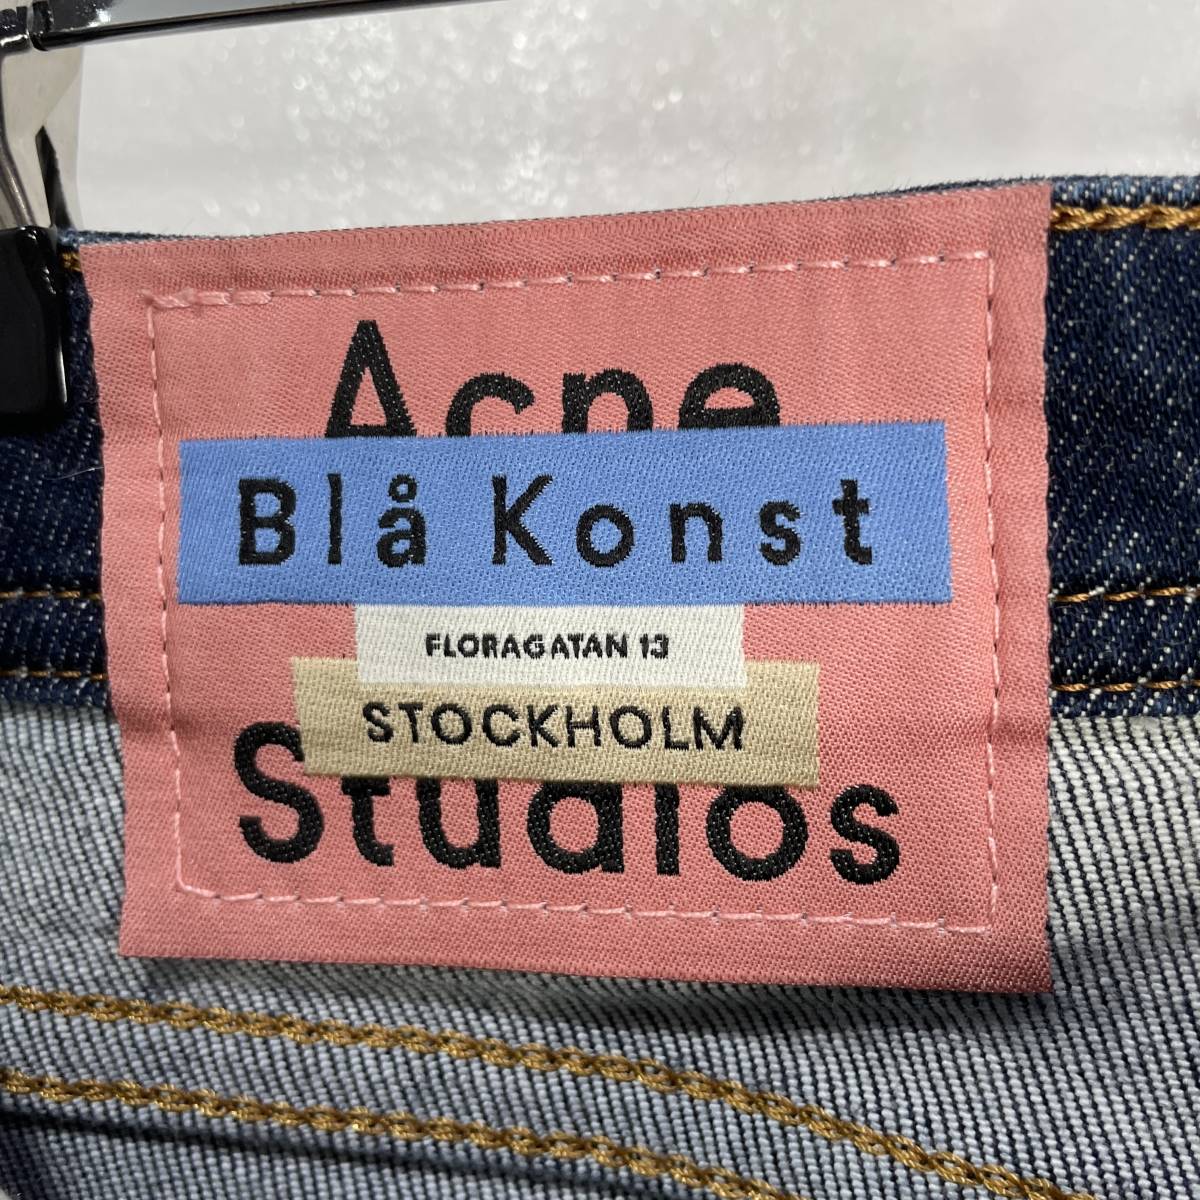 Acne
Blå Konst
FLORAGATAN 13
STOCKHOLM
Studios